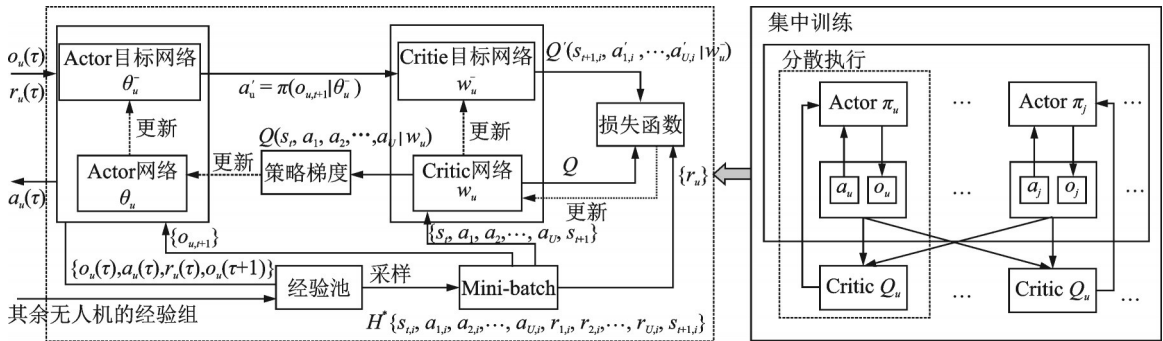 o_u(τ)
r_u(τ)
a_u(τ)
Actor目标网络
θ_u^-
更新
Actor网络
θ_u
a'_u = π(o_{u,t+1}|θ_u^-)
Q(s_t, a_1, a_2, ⋯, a_U | w_u)
更新
策略梯度
Critie目标网络
w_u^-
更新
Critic网络
w_u
Q'(s_{t+1,i}, a'_{1,i}, ⋯, a'_{U,i} | w_u^-)
损失函数
Q
更新
{r_u}
{o_{u,t+1}}
{s_t, a_1, a_2, ⋯, a_U, s_{t+1}}
{o_u(τ),a_u(τ),r_u(τ),o_u(τ+1)}
经验池
采样
Mini-batch
其余无人机的经验组
H^*{s_{t,i}, a_{1,i}, a_{2,i}, ⋯, a_{U,i}, r_{1,i}, r_{2,i}, ⋯, r_{U,i}, s_{t+1,i}}
集中训练
分散执行
Actor π_u
⋯
Actor π_j
⋯
a_u
o_u
⋯
a_j
o_j
⋯
Critic Q_u
⋯
Critic Q_u
⋯